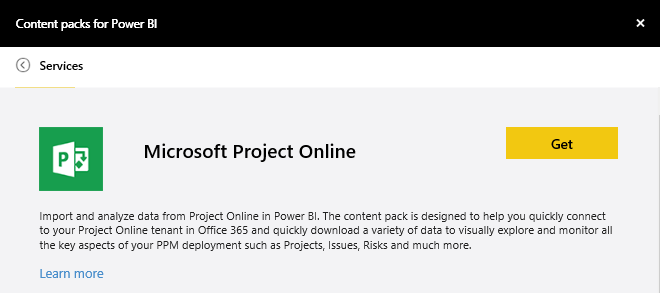 Content packs for Power BI
Services
P
Microsoft Project Online
Get
Import and analyze data from Project Online in Power BI. The content pack is designed to help you quickly connect
to your Project Online tenant in Office 365 and quickly download a variety of data to visually explore and monitor all
the key aspects of your PPM deployment such as Projects, Issues, Risks and much more.
Learn more